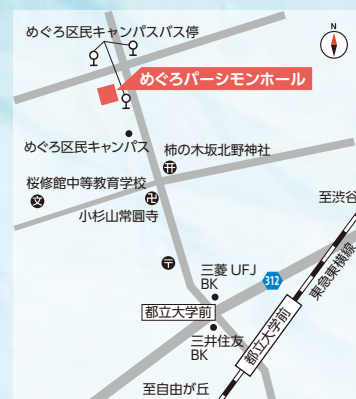 めぐろ区民キャンパスバス停
N
めぐろパーシモンホール
めぐろ区民キャンパス
柿の木坂北野神社
桜修館中等教育学校
文
小杉山常圓寺
至渋谷
東急東横線
〒
三菱 UFJ
BK
312
都立大学前
三井住友
BK
都立大学前
至自由が丘